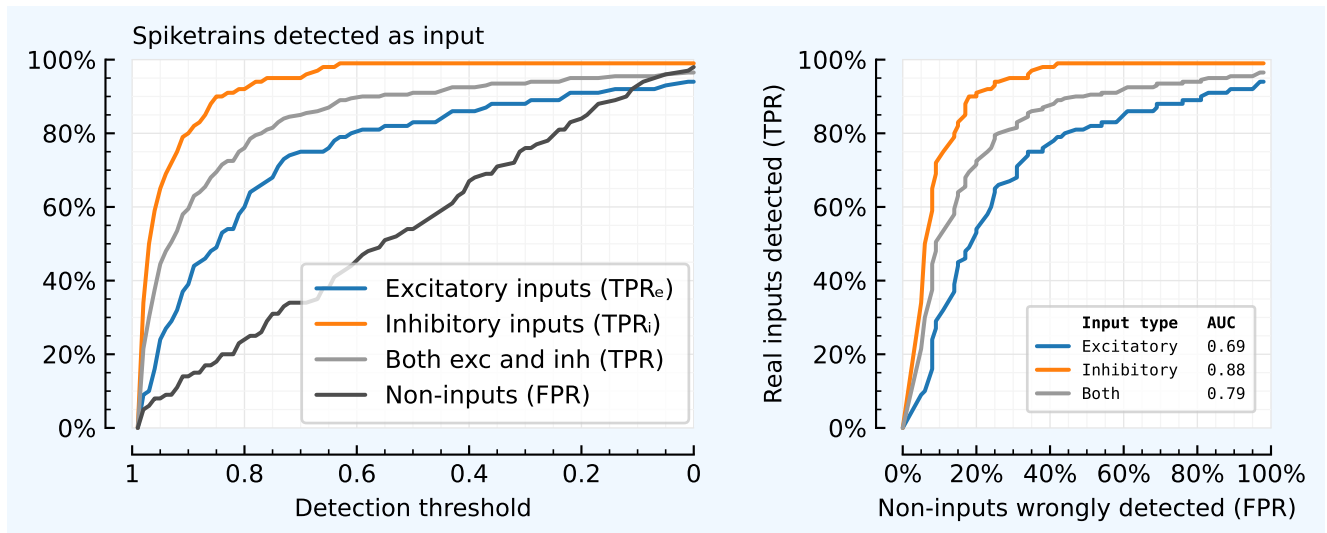 Spiketrains detected as input
100%
80%
60%
40%
20%
0%
Excitatory inputs (TPRₑ)
Inhibitory inputs (TPRᵢ)
Both exc and inh (TPR)
Non-inputs (FPR)
1 0.8 0.6 0.4 0.2 0
Detection threshold
Real inputs detected (TPR)
100%
80%
60%
40%
20%
0%
Input type AUC
Excitatory 0.69
Inhibitory 0.88
Both 0.79
0% 20% 40% 60% 80% 100%
Non-inputs wrongly detected (FPR)